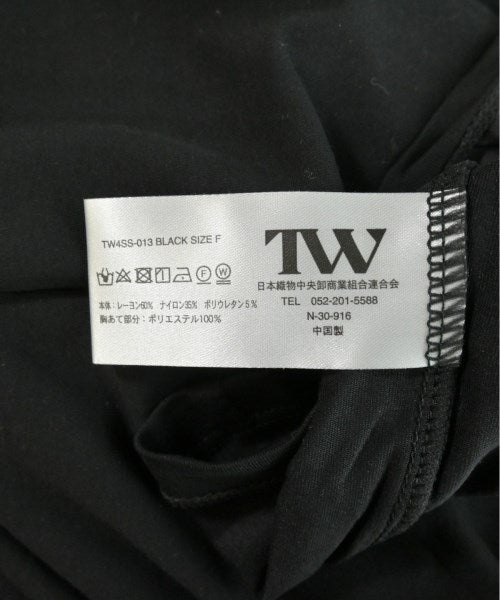 TW4SS-013 BLACK SIZE F
本体：レーヨン60%　ナイロン35%　ポリウレタン5%
胸あて部分：ポリエステル100%
TW
日本織物中央卸商業組合連合会
TEL 052-201-5588
N-30-916
中国製